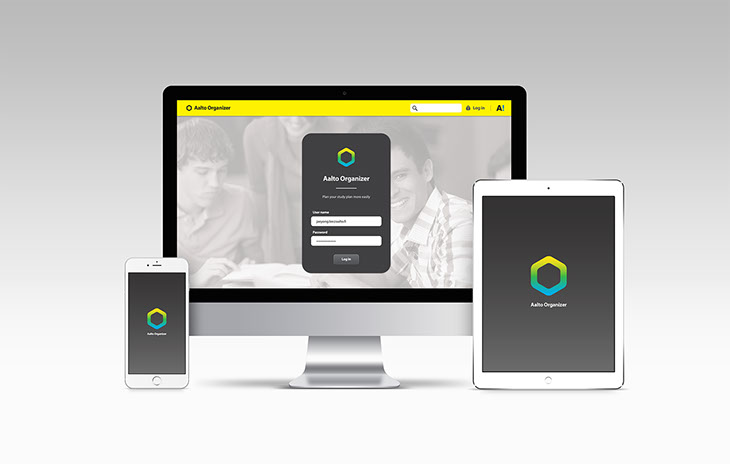 Aalto Organizer
Log in
A!
Aalto Organizer
Plan your study plan more easily
User name
Password
Log in
Aalto Organizer
Aalto Organizer